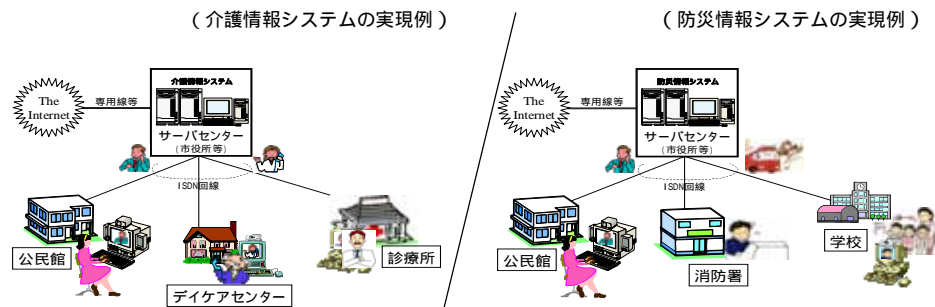 （介護情報システムの実現例）
介護情報システム
The
Internet
専用線等
サーバセンター
(市役所等)
ISDN回線
公民館
デイケアセンター
診療所
（防災情報システムの実現例）
防災情報システム
The
Internet
専用線等
サーバセンター
(市役所等)
ISDN回線
公民館
消防署
学校